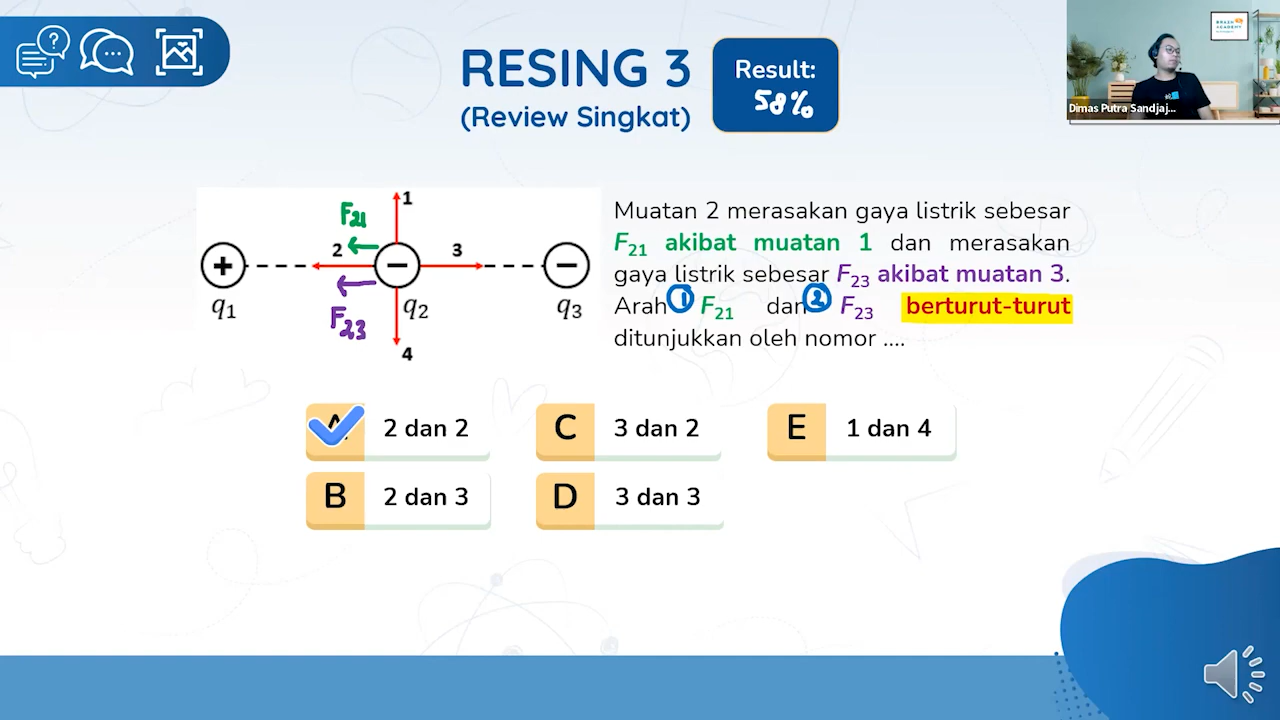 RESING 3
(Review Singkat)
Result:
58%
BRAIN
ACADEMY
Dimas Putra Sandjaj...
?
1
F21
2
3
+
−
−
q1
q2
q3
F23
4
Muatan 2 merasakan gaya listrik sebesar
F21 akibat muatan 1 dan merasakan
gaya listrik sebesar F23 akibat muatan 3.
Arah 1 F21 dan 2 F23 berturut-turut
ditunjukkan oleh nomor ....
A 2 dan 2
C 3 dan 2
E 1 dan 4
B 2 dan 3
D 3 dan 3